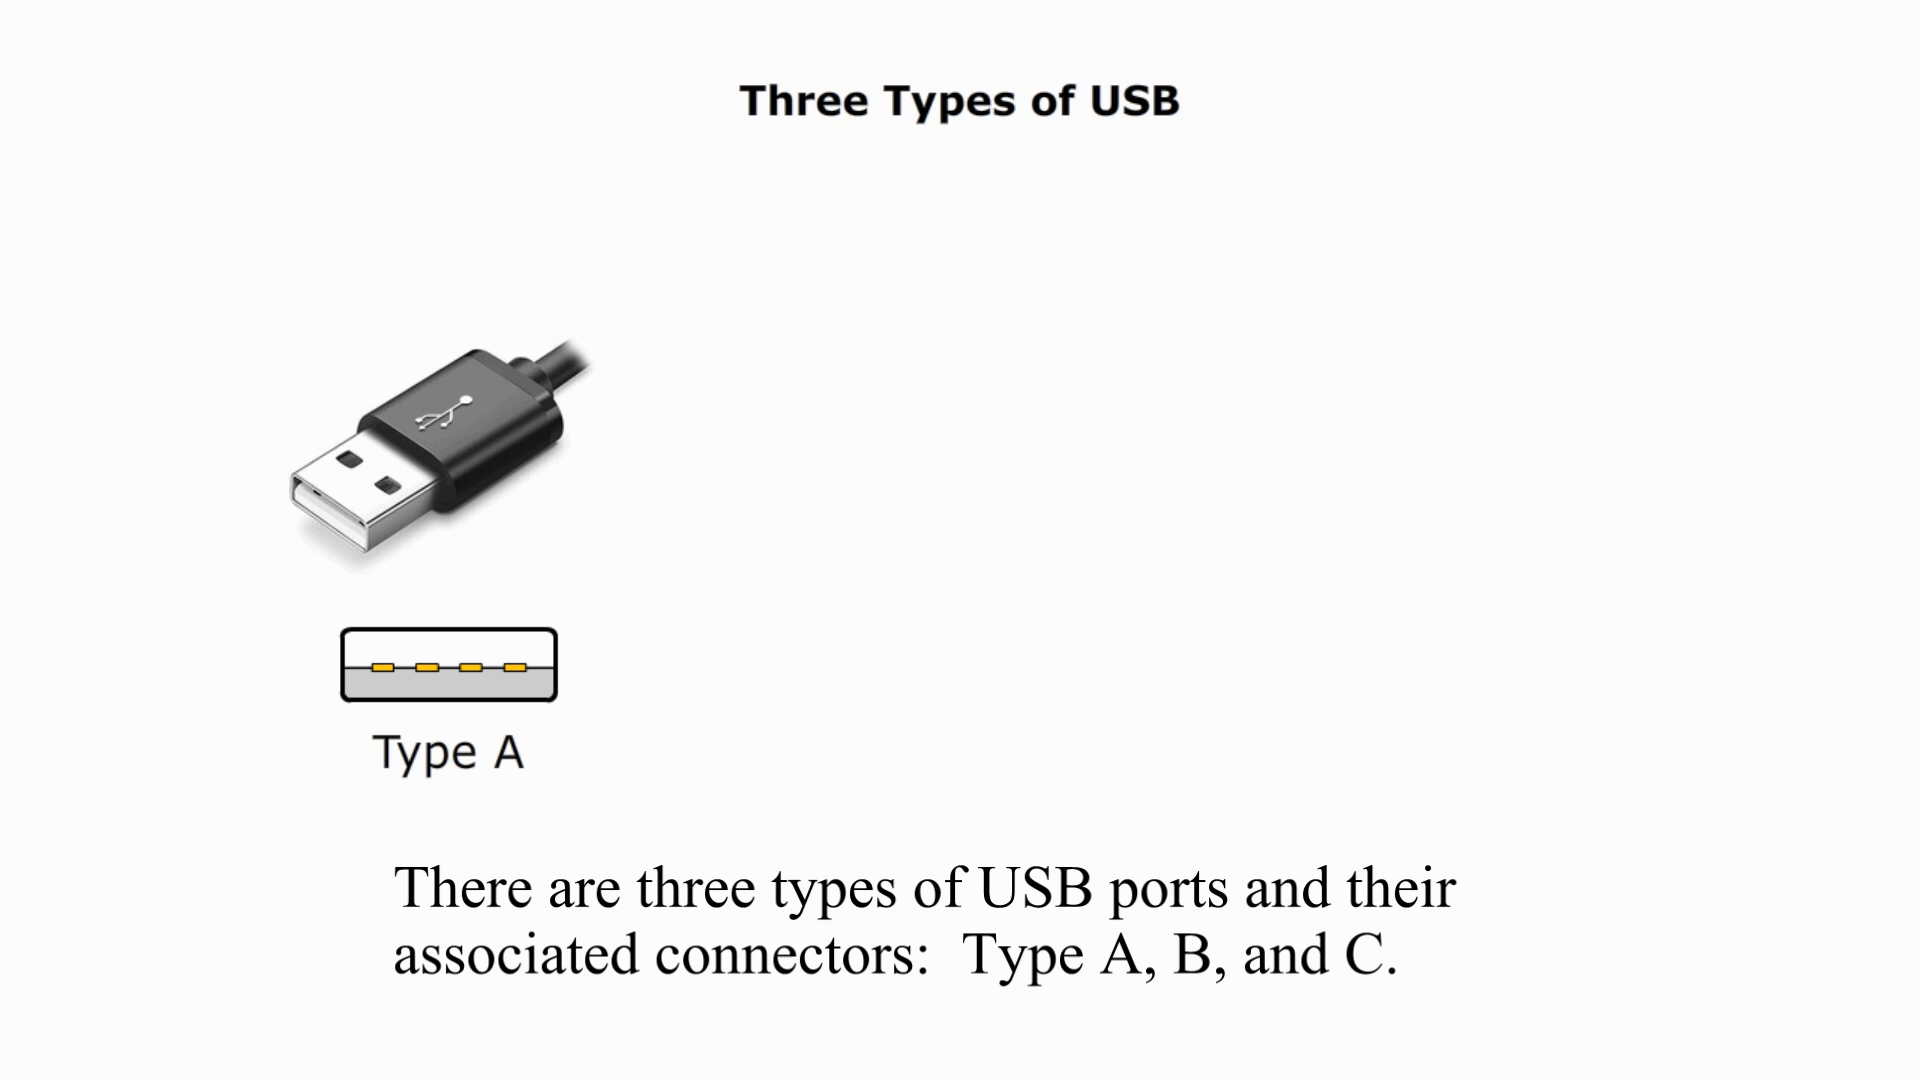 Three Types of USB
Type A
There are three types of USB ports and their
associated connectors:  Type A, B, and C.